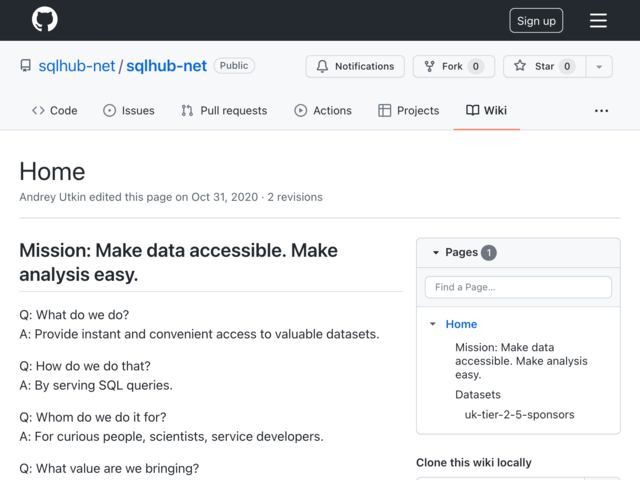 Sign up
sqlhub-net / sqlhub-net Public
Notifications Fork 0 Star 0
Code Issues Pull requests Actions Projects Wiki
Home
Andrey Utkin edited this page on Oct 31, 2020 · 2 revisions
Mission: Make data accessible. Make
analysis easy.
Q: What do we do?
A: Provide instant and convenient access to valuable datasets.
Q: How do we do that?
A: By serving SQL queries.
Q: Whom do we do it for?
A: For curious people, scientists, service developers.
Q: What value are we bringing?
Pages 1
Find a Page...
Home
Mission: Make data
accessible. Make analysis
easy.
Datasets
uk-tier-2-5-sponsors
Clone this wiki locally